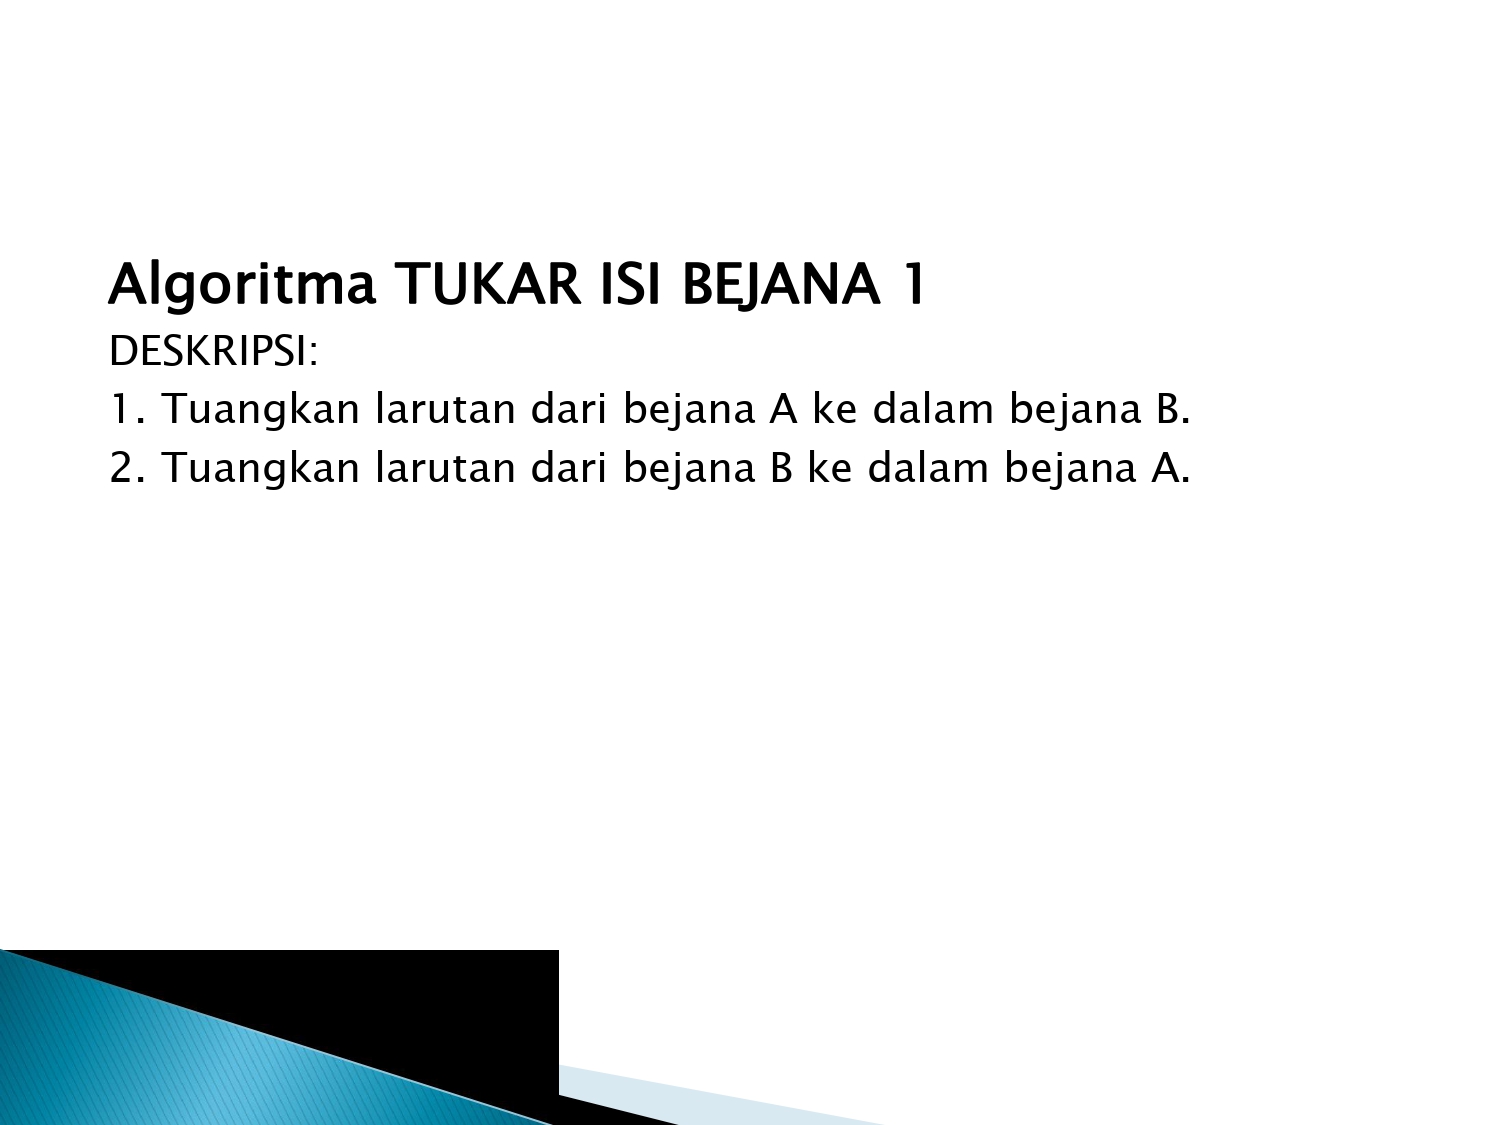 Algoritma TUKAR ISI BEJANA 1
DESKRIPSI:
1. Tuangkan larutan dari bejana A ke dalam bejana B.
2. Tuangkan larutan dari bejana B ke dalam bejana A.